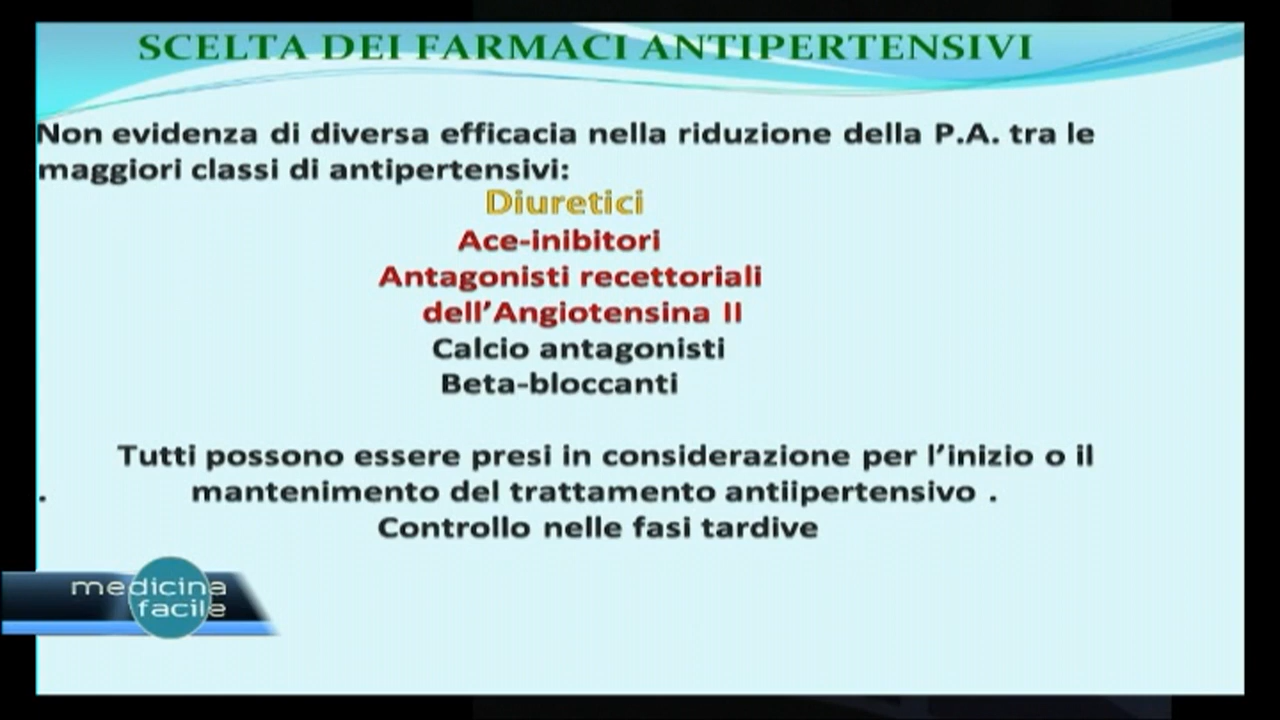 SCELTA DEI FARMACI ANTIPERTENSIVI
Non evidenza di diversa efficacia nella riduzione della P.A. tra le
maggiori classi di antipertensivi:
Diuretici
Ace-inibitori
Antagonisti recettoriali
dell’Angiotensina II
Calcio antagonisti
Beta-bloccanti
Tutti possono essere presi in considerazione per l’inizio o il
. mantenimento del trattamento antiipertensivo .
Controllo nelle fasi tardive
medicina
facile